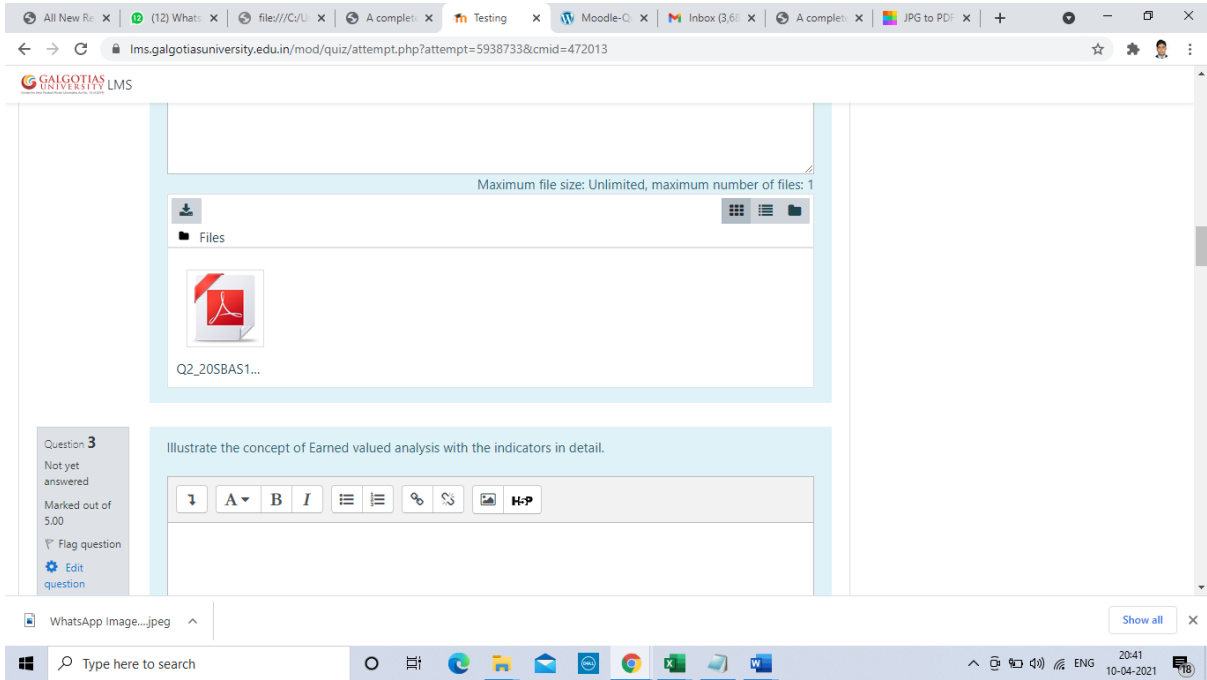 All New Re
(12) Whats
file:///C:/U
A complete
Testing
Moodle-Q
Inbox (3,68
A complete
JPG to PDF
lms.galgotiasuniversity.edu.in/mod/quiz/attempt.php?attempt=5938733&cmid=472013
GALGOTIAS UNIVERSITY LMS
Maximum file size: Unlimited, maximum number of files: 1
Files
Q2_20SBAS1...
Question 3
Not yet
answered
Marked out of
5.00
Flag question
Edit
question
Illustrate the concept of Earned valued analysis with the indicators in detail.
A B I H-P
WhatsApp Image....jpeg
Show all
Type here to search
ENG
20:41
10-04-2021
18